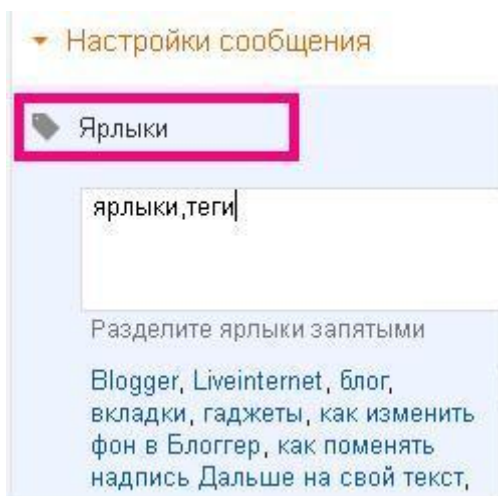 Настройки сообщения
Ярлыки
ярлыки,теги
Разделите ярлыки запятыми
Blogger, Liveinternet, блог,
вкладки, гаджеты, как изменить
фон в Блоггер, как поменять
надпись Дальше на свой текст,